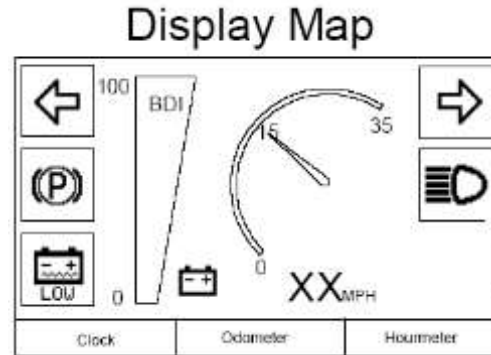 Display Map
100
BDI
15
35
(P)
- +
LOW
0
- +
0
XX MPH
Clock
Odometer
Hourmeter